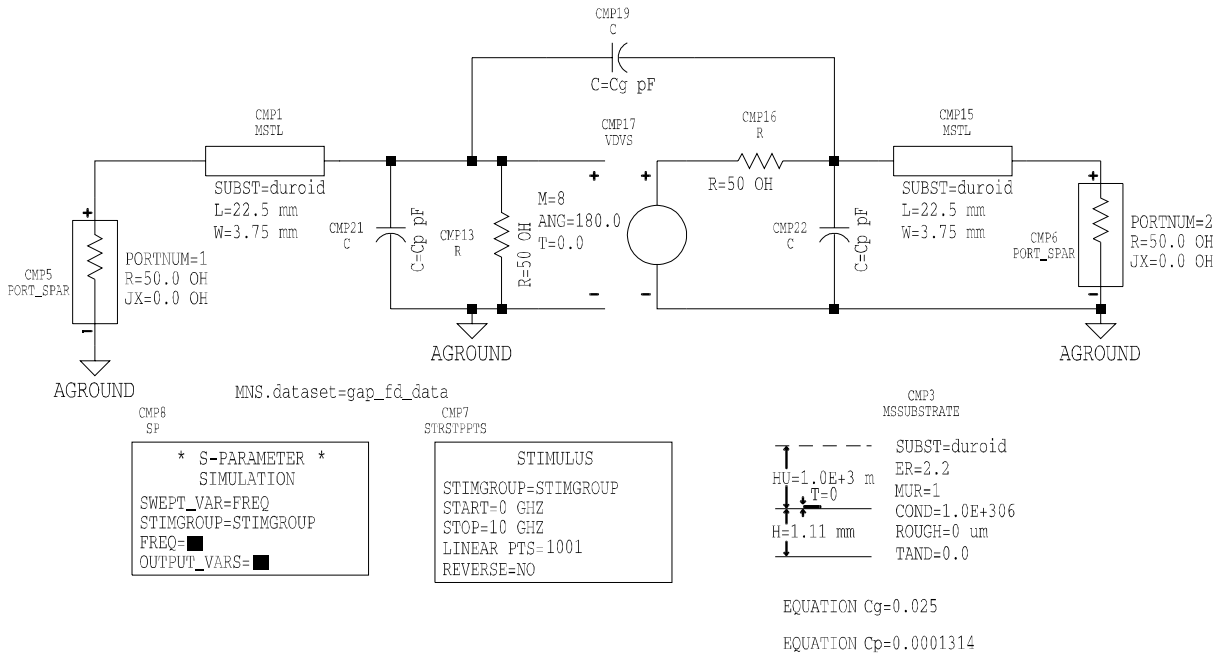 CMP19
C
C=Cg pF
CMP1
MSTL
SUBST=duroid
L=22.5 mm
W=3.75 mm
CMP17
VDVS
M=8
ANG=180.0
T=0.0
CMP16
R
R=50 OH
CMP15
MSTL
SUBST=duroid
L=22.5 mm
W=3.75 mm
+
CMP5
PORT_SPAR
PORTNUM=1
R=50.0 OH
JX=0.0 OH
1
AGROUND
CMP21
C
C=Cp pF
CMP13
R
R=50 OH
+
-
+
-
AGROUND
CMP22
C
C=Cp pF
+
CMP6
PORT_SPAR
-
PORTNUM=2
R=50.0 OH
JX=0.0 OH
AGROUND
MNS.dataset=gap_fd_data
CMP8
SP
* S-PARAMETER *
SIMULATION
SWEPT_VAR=FREQ
STIMGROUP=STIMGROUP
FREQ=
OUTPUT_VARS=
CMP7
STRSTPPTS
STIMULUS
STIMGROUP=STIMGROUP
START=0 GHZ
STOP=10 GHZ
LINEAR PTS=1001
REVERSE=NO
CMP3
MSSUBSTRATE
HU=1.0E+3 m
T=0
H=1.11 mm
SUBST=duroid
ER=2.2
MUR=1
COND=1.0E+306
ROUGH=0 um
TAND=0.0
EQUATION Cg=0.025
EQUATION Cp=0.0001314